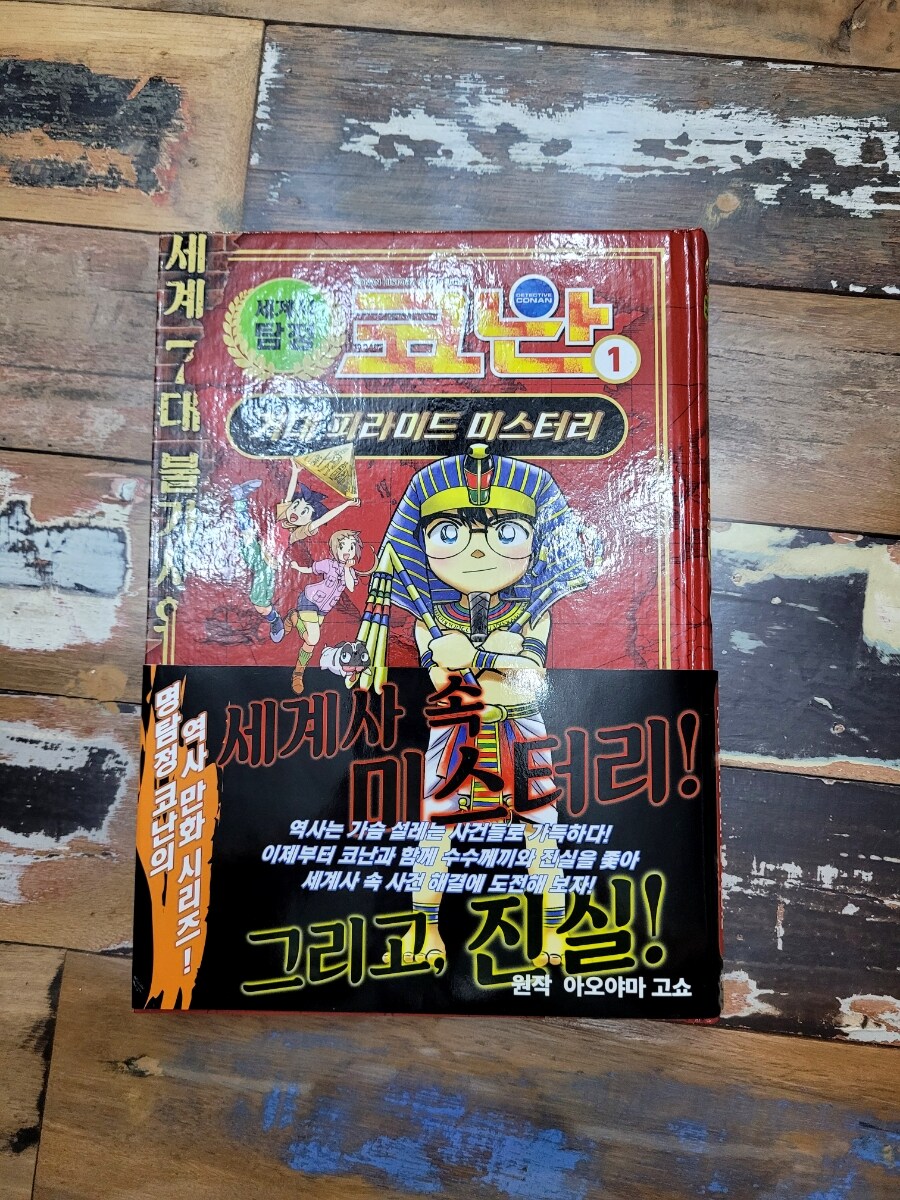 세계 7대 불가사의
세계사
탐정
코난
DETECTIVE
CONAN
1
피라미드 미스터리
명탐정 코난의
역사 만화 시리즈!
세계사 속
미스터리!
역사는 가슴 설레는 사건들로 가득하다!
이제부터 코난과 함께 수수께끼와 진실을 좇아
세계사 속 사건 해결에 도전해 보자!
그리고, 진실!
원작 아오야마 고쇼